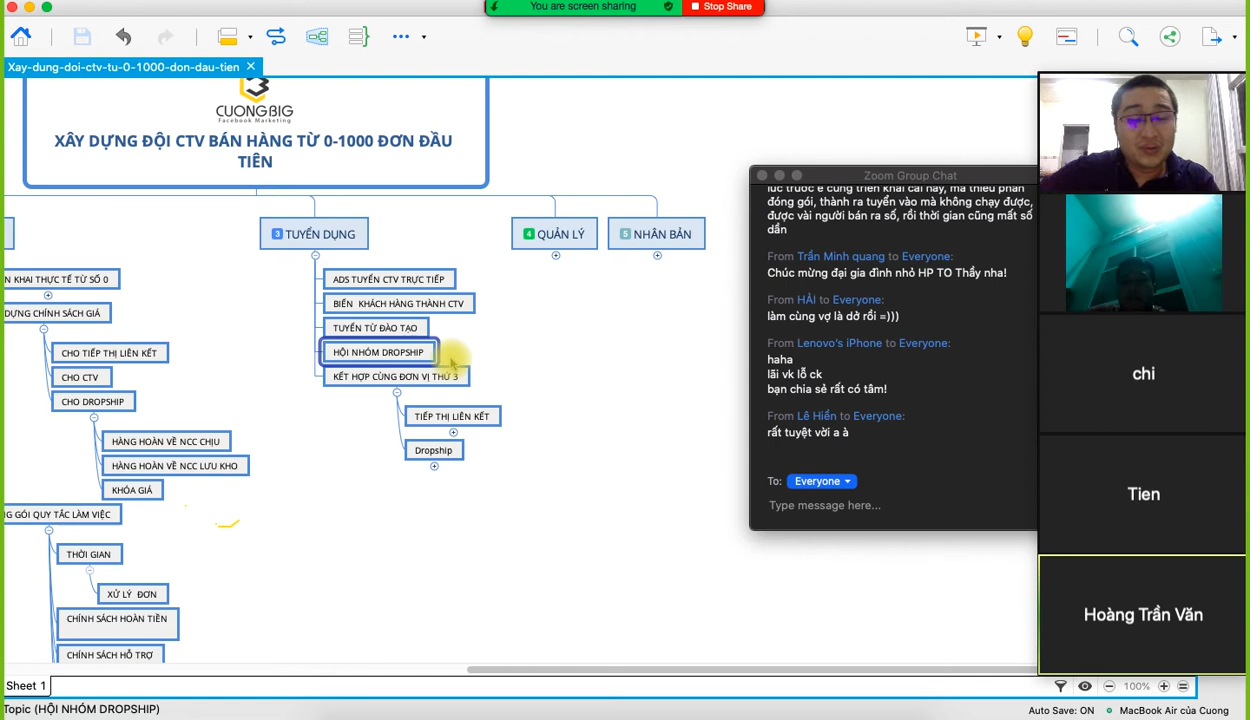 You are screen sharing
Stop Share
Xay-dung-doi-ctv-tu-0-1000-don-dau-tien
CUONGBIG
Facebook Marketing
XÂY DỰNG ĐỘI CTV BÁN HÀNG TỪ 0-1000 ĐƠN ĐẦU
TIÊN
3 TUYỂN DỤNG
4 QUẢN LÝ
5 NHÂN BẢN
N KHAI THỰC TẾ TỪ SỐ 0
DỰNG CHÍNH SÁCH GIÁ
CHO TIẾP THỊ LIÊN KẾT
CHO CTV
CHO DROPSHIP
HÀNG HOÀN VỀ NCC CHỊU
HÀNG HOÀN VỀ NCC LƯU KHO
KHÓA GIÁ
NG GÓI QUY TẮC LÀM VIỆC
THỜI GIAN
XỬ LÝ ĐƠN
CHÍNH SÁCH HOÀN TIỀN
CHÍNH SÁCH HỖ TRỢ
ADS TUYỂN CTV TRỰC TIẾP
BIẾN KHÁCH HÀNG THÀNH CTV
TUYỂN TỪ ĐÀO TẠO
HỘI NHÓM DROPSHIP
KẾT HỢP CÙNG ĐƠN VỊ THỨ 3
TIẾP THỊ LIÊN KẾT
Dropship
Zoom Group Chat
lúc trước e cũng triển khai cái này, mà thiếu phần
đóng gói, thành ra tuyển vào mà không chạy được,
được vài người bán ra số, rồi thời gian cũng mất số
dần
From Trần Minh quang to Everyone:
Chúc mừng đại gia đình nhỏ HP TO Thầy nha!
From HẢI to Everyone:
làm cùng vợ là dở rồi =)))
From Lenovo's iPhone to Everyone:
haha
lãi vk lỗ ck
bạn chia sẻ rất có tâm!
From Lê Hiển to Everyone:
rất tuyệt vời a à
To: Everyone
Type message here...
chi
Tien
Hoàng Trần Văn
Sheet 1
100%
Topic (HỘI NHÓM DROPSHIP)
Auto Save: ON
MacBook Air của Cuong